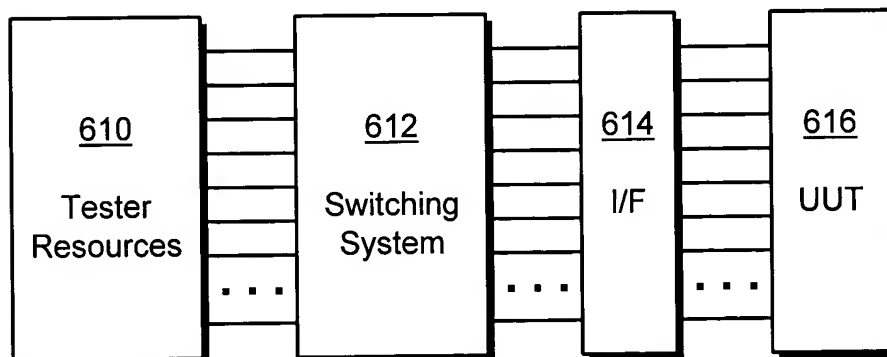 610
Tester
Resources
612
Switching
System
614
I/F
616
UUT